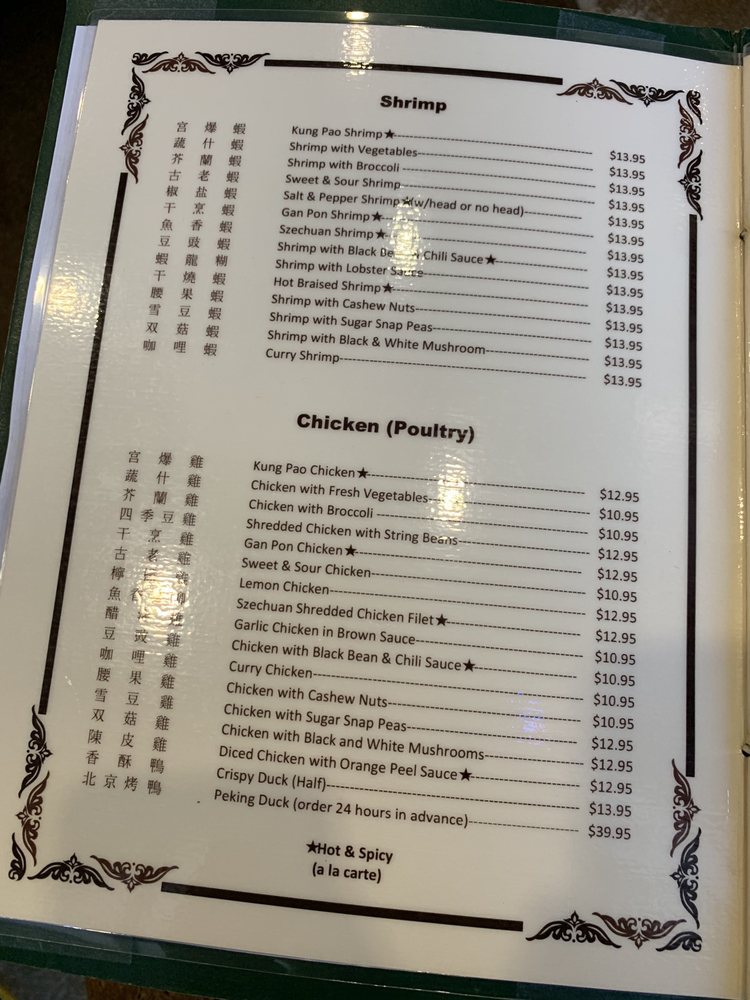 Shrimp
宮 爆 蝦 Kung Pao Shrimp★ $13.95
蔬 什 蝦 Shrimp with Vegetables $13.95
芥 蘭 蝦 Shrimp with Broccoli $13.95
古 老 蝦 Sweet & Sour Shrimp $13.95
椒 盐 蝦 Salt & Pepper Shrimp★(w/head or no head) $13.95
干 烹 蝦 Gan Pon Shrimp★ $13.95
魚 香 蝦 Szechuan Shrimp★ $13.95
豆 豉 蝦 Shrimp with Black Bean & Chili Sauce★ $13.95
蝦 龍 糊 Shrimp with Lobster Sauce $13.95
干 燒 蝦 Hot Braised Shrimp★ $13.95
腰 果 蝦 Shrimp with Cashew Nuts $13.95
雪 豆 蝦 Shrimp with Sugar Snap Peas $13.95
双 菇 蝦 Shrimp with Black & White Mushroom $13.95
咖 哩 蝦 Curry Shrimp $13.95
Chicken (Poultry)
宮 爆 雞 Kung Pao Chicken★ $12.95
蔬 什 雞 Chicken with Fresh Vegetables $10.95
芥 蘭 雞 Chicken with Broccoli $10.95
四 季 豆 雞 Shredded Chicken with String Beans $12.95
干 烹 雞 Gan Pon Chicken★ $12.95
古 老 雞 Sweet & Sour Chicken $10.95
檸 Lemon Chicken $12.95
魚 Szechuan Shredded Chicken Filet★ $12.95
醋 Garlic Chicken in Brown Sauce $10.95
豆 豉 雞 Chicken with Black Bean & Chili Sauce★ $10.95
咖 哩 雞 Curry Chicken $10.95
腰 果 雞 Chicken with Cashew Nuts $10.95
雪 豆 雞 Chicken with Sugar Snap Peas $12.95
双 菇 雞 Chicken with Black and White Mushrooms $12.95
陳 皮 雞 Diced Chicken with Orange Peel Sauce★ $12.95
香 酥 鴨 Crispy Duck (Half) $13.95
北 京 烤 鴨 Peking Duck (order 24 hours in advance) $39.95
★Hot & Spicy
(a la carte)